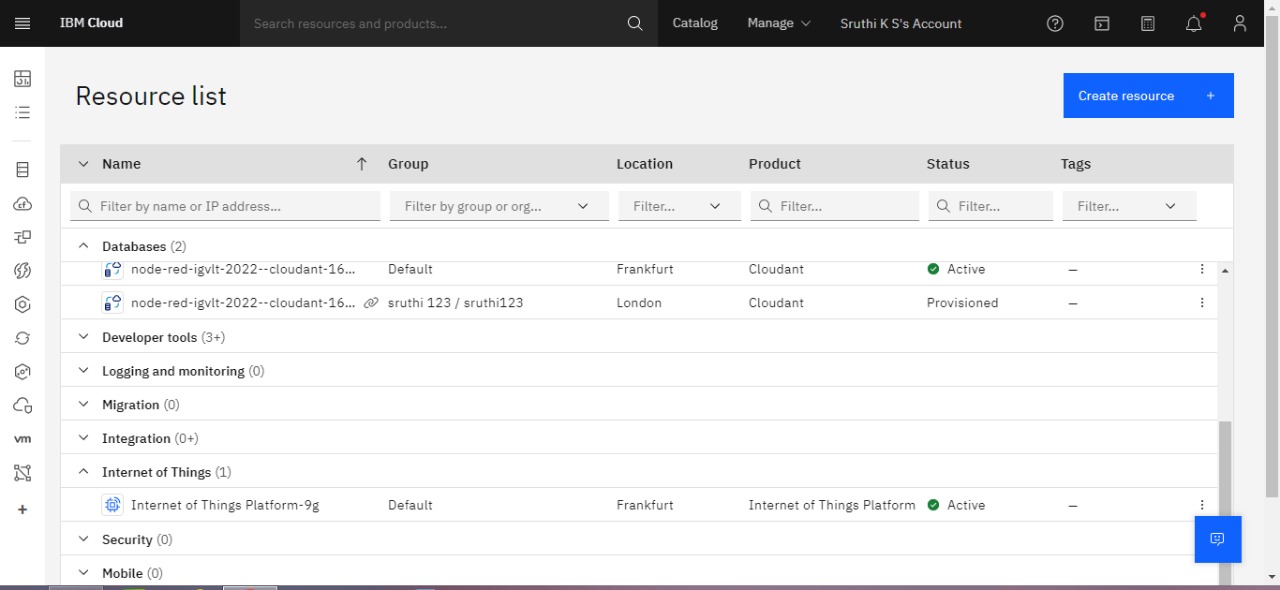 IBM Cloud Search resources and products... Catalog Manage Sruthi K S's Account
Resource list
Create resource +
Name Group Location Product Status Tags
Filter by name or IP address... Filter by group or org... Filter... Filter... Filter... Filter...
Databases (2)
node-red-igvlt-2022--cloudant-16... Default Frankfurt Cloudant Active –
node-red-igvlt-2022--cloudant-16... sruthi 123 / sruthi123 London Cloudant Provisioned –
Developer tools (3+)
Logging and monitoring (0)
Migration (0)
vm Integration (0+)
Internet of Things (1)
Internet of Things Platform-9g Default Frankfurt Internet of Things Platform Active –
Security (0)
Mobile (0)